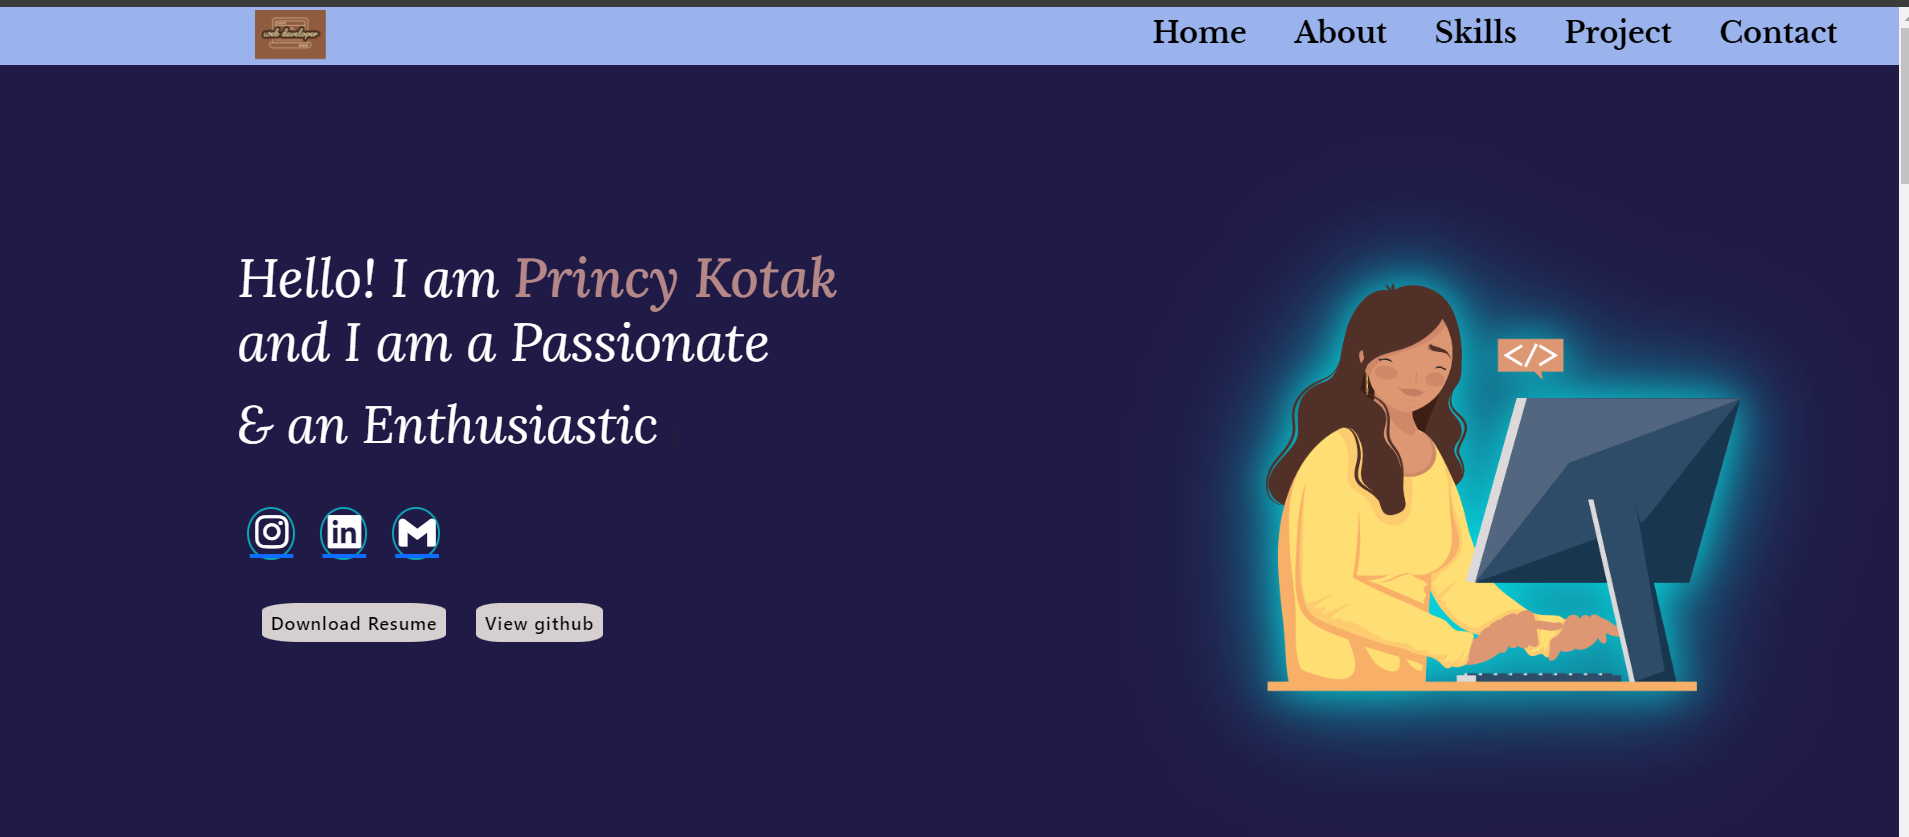 web developer
Home About Skills Project Contact
Hello! I am Princy Kotak
and I am a Passionate
& an Enthusiastic
in
Download Resume View github
</>